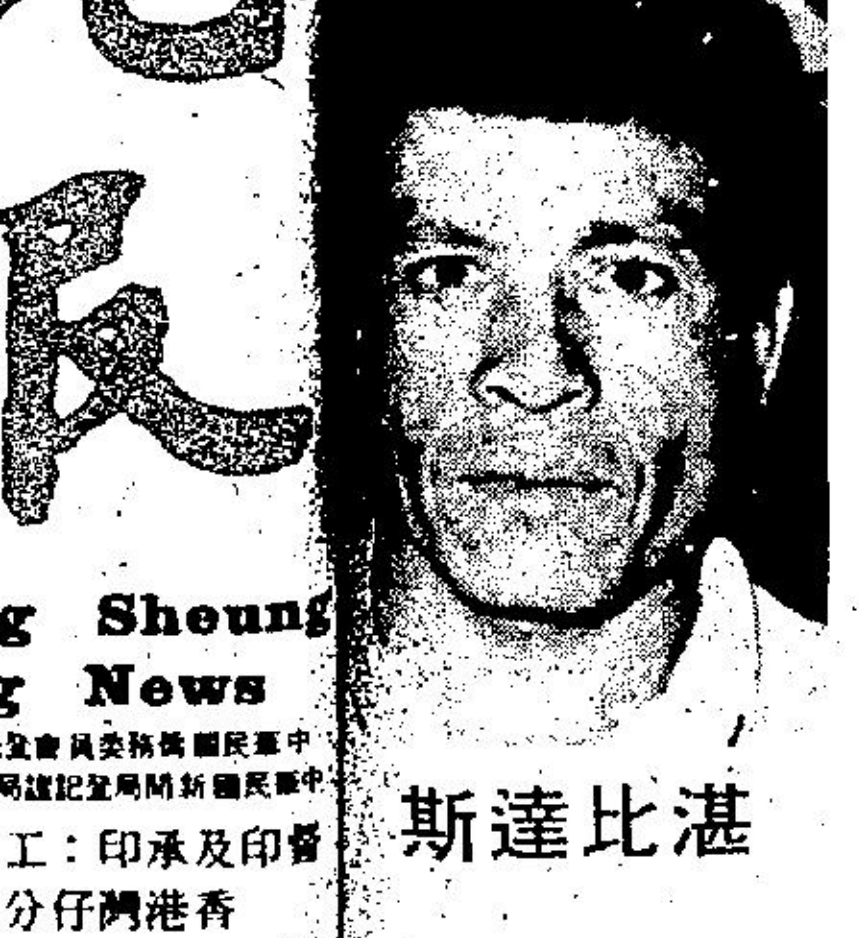 g Sheung
g News
中華民國僑務委員會登
中華民國新聞局登記證局
督印及承印：工
香港灣仔分
湛比達斯